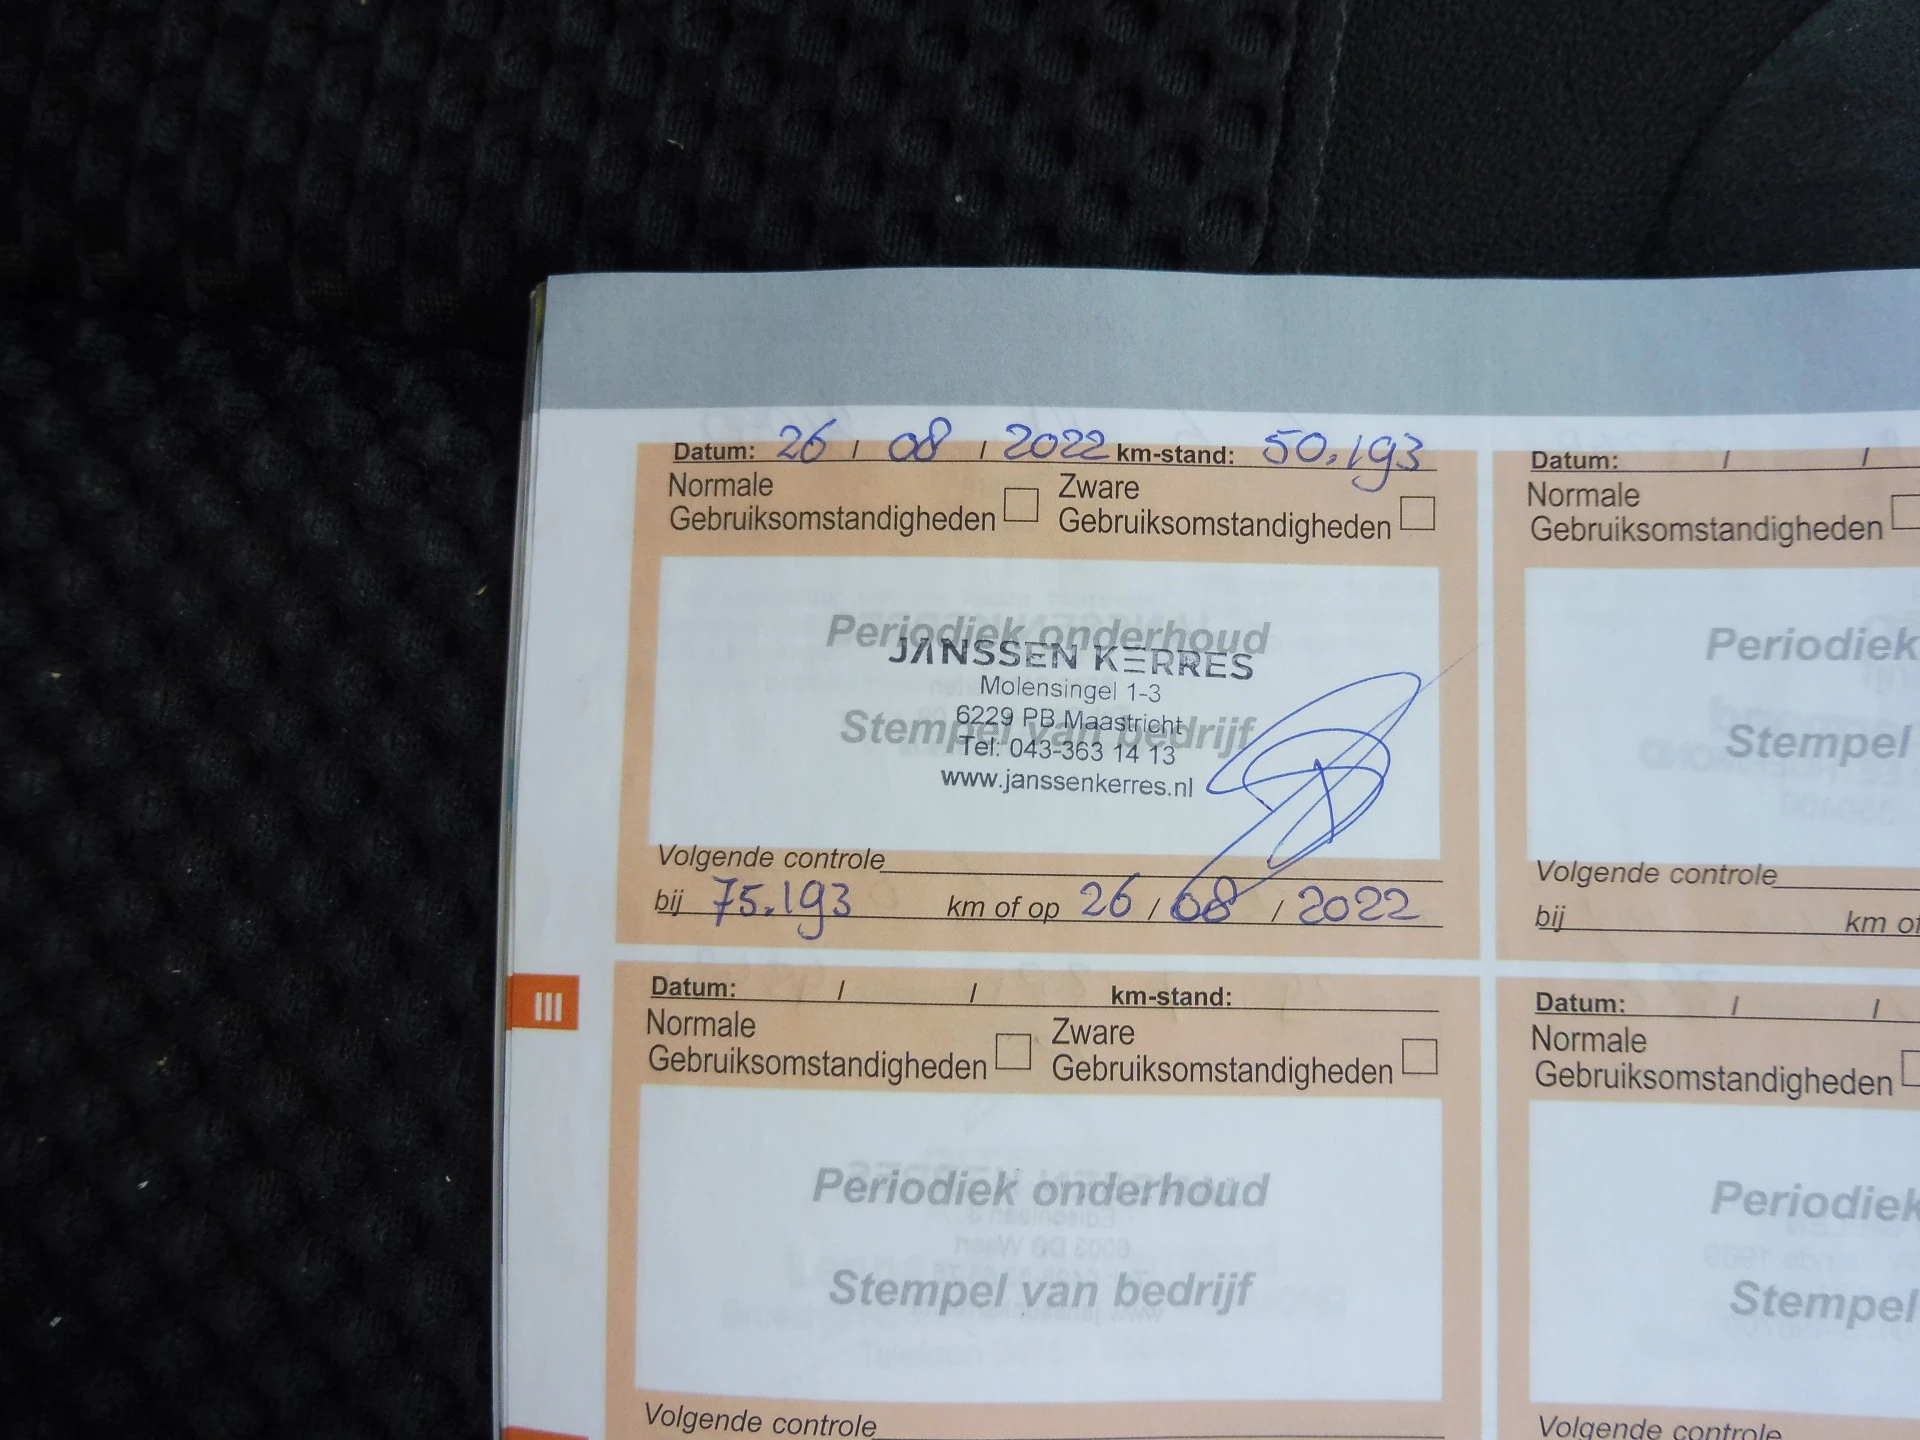 Datum: 26 / 08 / 2022 km-stand: 50.193
Normale Gebruiksomstandigheden
Zware Gebruiksomstandigheden
Periodiek onderhoud
JANSSEN KERRES
Molensingel 1-3
6229 PB Maastricht
Stempel van bedrijf
Tel: 043-363 14 13
www.janssenkerres.nl
Volgende controle
bij 75.193 km of op 26 / 08 / 2022
Datum: / /
Normale
Gebruiksomstandigheden
Periodiek
Stempel
Volgende controle
bij km of
III
Datum: / / km-stand:
Normale Gebruiksomstandigheden
Zware Gebruiksomstandigheden
Periodiek onderhoud
Stempel van bedrijf
Volgende controle
Datum: / /
Normale
Gebruiksomstandigheden
Periodiek
Stempel
Volgende controle